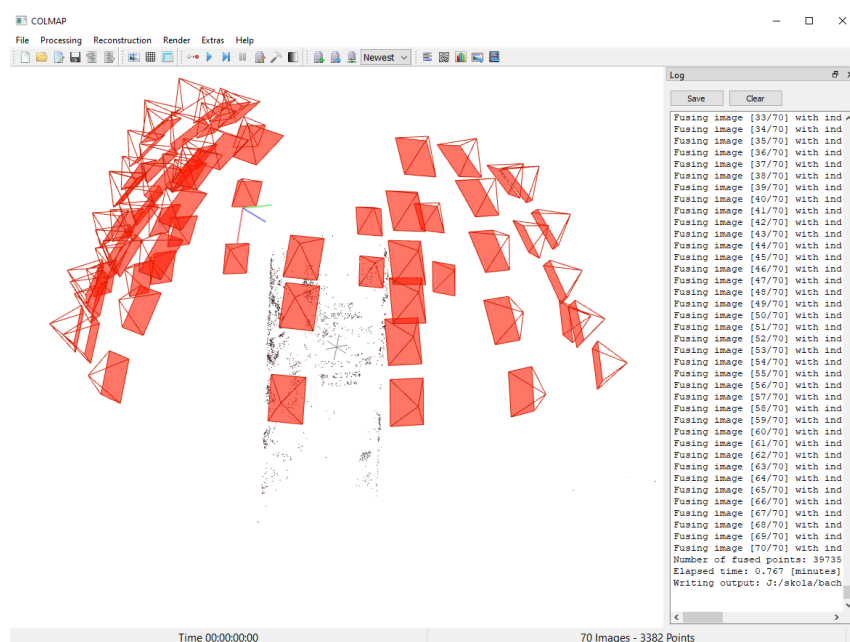 COLMAP
File Processing Reconstruction Render Extras Help
Newest
Log
Save Clear
Fusing image [33/70] with ind
Fusing image [34/70] with ind
Fusing image [35/70] with ind
Fusing image [36/70] with ind
Fusing image [37/70] with ind
Fusing image [38/70] with ind
Fusing image [39/70] with ind
Fusing image [40/70] with ind
Fusing image [41/70] with ind
Fusing image [42/70] with ind
Fusing image [43/70] with ind
Fusing image [44/70] with ind
Fusing image [45/70] with ind
Fusing image [46/70] with ind
Fusing image [47/70] with ind
Fusing image [48/70] with ind
Fusing image [49/70] with ind
Fusing image [50/70] with ind
Fusing image [51/70] with ind
Fusing image [52/70] with ind
Fusing image [53/70] with ind
Fusing image [54/70] with ind
Fusing image [55/70] with ind
Fusing image [56/70] with ind
Fusing image [57/70] with ind
Fusing image [58/70] with ind
Fusing image [59/70] with ind
Fusing image [60/70] with ind
Fusing image [61/70] with ind
Fusing image [62/70] with ind
Fusing image [63/70] with ind
Fusing image [64/70] with ind
Fusing image [65/70] with ind
Fusing image [66/70] with ind
Fusing image [67/70] with ind
Fusing image [68/70] with ind
Fusing image [69/70] with ind
Fusing image [70/70] with ind
Number of fused points: 39735
Elapsed time: 0.767 [minutes]
Writing output: J:/skola/bach
Time 00:00:00:00
70 Images - 3382 Points